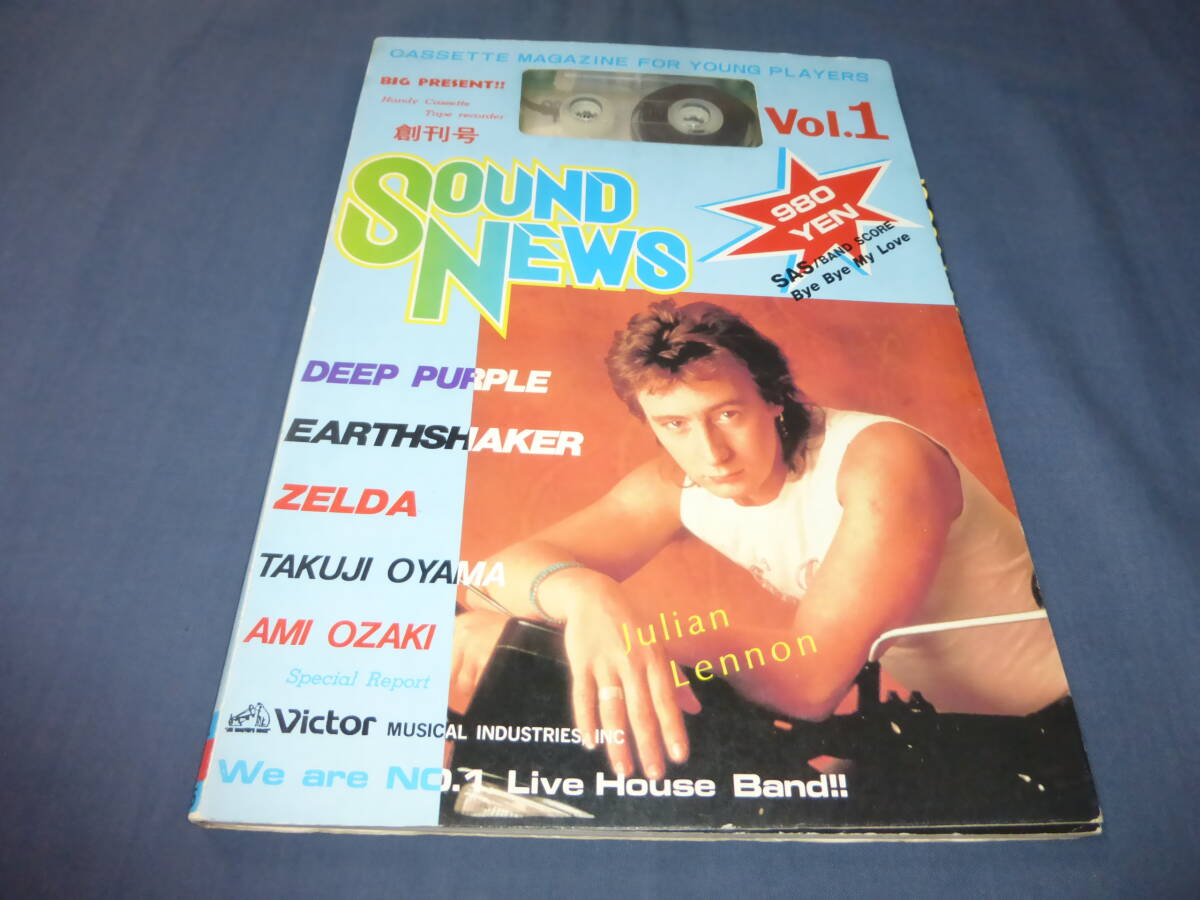 CASSETTE MAGAZINE FOR YOUNG PLAYERS
BIG PRESENT!!
Handy Cassette
Tape recorder
創刊号
Vol.1
SOUND
NEWS
980
YEN
SAS/BAND SCORE
Bye Bye My Love
DEEP PURPLE
EARTHSHAKER
ZELDA
TAKUJI OYAMA
AMI OZAKI
Julian
Lennon
Special Report
Victor MUSICAL INDUSTRIES, INC
We are NO.1 Live House Band!!